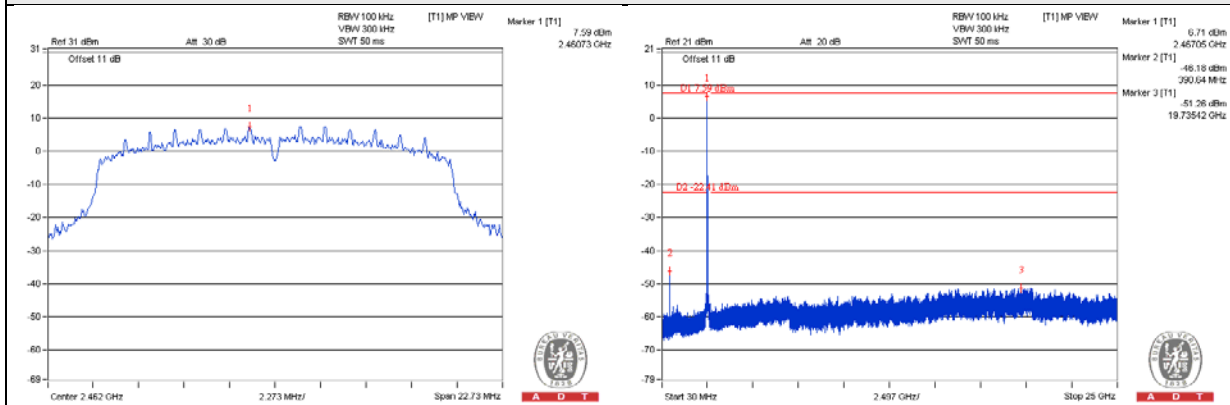 RBW 100 kHz [T1] MP VIEW
VBW 300 kHz
Ref 31 dBm Att 30 dB SWT 50 ms
Marker 1 [T1]
7.59 dBm
2.46073 GHz
31
Offset 11 dB
20
10
0
-10
-20
-30
-40
-50
-60
-69
1
Center 2.462 GHz 2.273 MHz/ Span 22.73 MHz
BUREAU VERITAS
1828
A D T
RBW 100 kHz [T1] MP VIEW
VBW 300 kHz
Ref 21 dBm Att 20 dB SWT 50 ms
Marker 1 [T1]
6.71 dBm
2.46705 GHz
Marker 2 [T1]
-46.18 dBm
390.64 MHz
Marker 3 [T1]
-51.26 dBm
19.73542 GHz
21
Offset 11 dB
10
0
-10
-20
-30
-40
-50
-60
-70
-79
1
D1 7.59 dBm
D2 -22.41 dBm
2
3
Start 30 MHz 2.497 GHz/ Stop 25 GHz
BUREAU VERITAS
1828
A D T